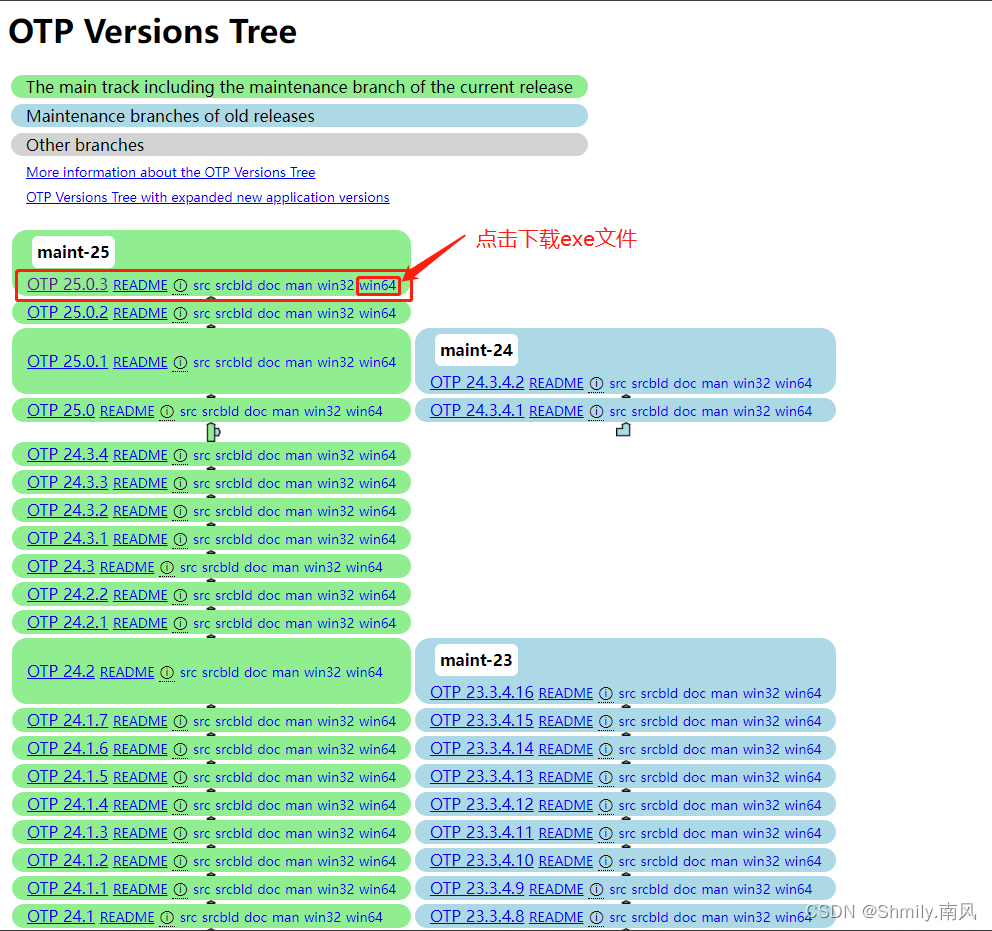 OTP Versions Tree
The main track including the maintenance branch of the current release
Maintenance branches of old releases
Other branches
More information about the OTP Versions Tree
OTP Versions Tree with expanded new application versions
点击下载exe文件
maint-25
OTP 25.0.3 README ⓘ src srcbld doc man win32 win64
OTP 25.0.2 README ⓘ src srcbld doc man win32 win64
OTP 25.0.1 README ⓘ src srcbld doc man win32 win64
maint-24
OTP 24.3.4.2 README ⓘ src srcbld doc man win32 win64
OTP 25.0 README ⓘ src srcbld doc man win32 win64
OTP 24.3.4.1 README ⓘ src srcbld doc man win32 win64
OTP 24.3.4 README ⓘ src srcbld doc man win32 win64
OTP 24.3.3 README ⓘ src srcbld doc man win32 win64
OTP 24.3.2 README ⓘ src srcbld doc man win32 win64
OTP 24.3.1 README ⓘ src srcbld doc man win32 win64
OTP 24.3 README ⓘ src srcbld doc man win32 win64
OTP 24.2.2 README ⓘ src srcbld doc man win32 win64
OTP 24.2.1 README ⓘ src srcbld doc man win32 win64
OTP 24.2 README ⓘ src srcbld doc man win32 win64
maint-23
OTP 23.3.4.16 README ⓘ src srcbld doc man win32 win64
OTP 24.1.7 README ⓘ src srcbld doc man win32 win64
OTP 23.3.4.15 README ⓘ src srcbld doc man win32 win64
OTP 24.1.6 README ⓘ src srcbld doc man win32 win64
OTP 23.3.4.14 README ⓘ src srcbld doc man win32 win64
OTP 24.1.5 README ⓘ src srcbld doc man win32 win64
OTP 23.3.4.13 README ⓘ src srcbld doc man win32 win64
OTP 24.1.4 README ⓘ src srcbld doc man win32 win64
OTP 23.3.4.12 README ⓘ src srcbld doc man win32 win64
OTP 24.1.3 README ⓘ src srcbld doc man win32 win64
OTP 23.3.4.11 README ⓘ src srcbld doc man win32 win64
OTP 24.1.2 README ⓘ src srcbld doc man win32 win64
OTP 23.3.4.10 README ⓘ src srcbld doc man win32 win64
OTP 24.1.1 README ⓘ src srcbld doc man win32 win64
OTP 23.3.4.9 README ⓘ src srcbld doc man win32 win64
OTP 24.1 README ⓘ src srcbld doc man win32 win64
OTP 23.3.4.8 README ⓘ src srcbld doc man win32 win64
CSDN @Shmily.南风